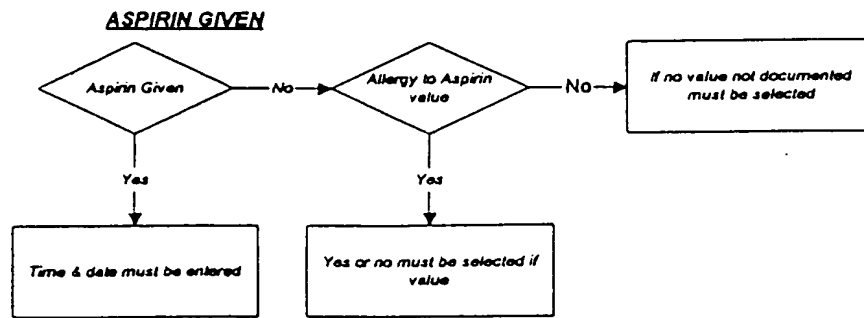 ASPIRIN GIVEN
Aspirin Given
No
Allergy to Aspirin
value
No
If no value not documented
must be selected
Yes
Yes
Time & date must be entered
Yes or no must be selected if
value